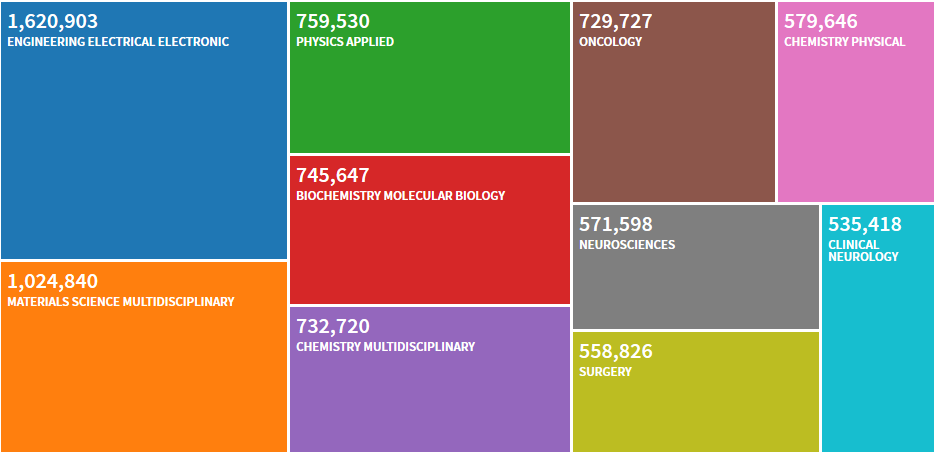 1,620,903
ENGINEERING ELECTRICAL ELECTRONIC
1,024,840
MATERIALS SCIENCE MULTIDISCIPLINARY
759,530
PHYSICS APPLIED
745,647
BIOCHEMISTRY MOLECULAR BIOLOGY
732,720
CHEMISTRY MULTIDISCIPLINARY
729,727
ONCOLOGY
579,646
CHEMISTRY PHYSICAL
571,598
NEUROSCIENCES
558,826
SURGERY
535,418
CLINICAL
NEUROLOGY